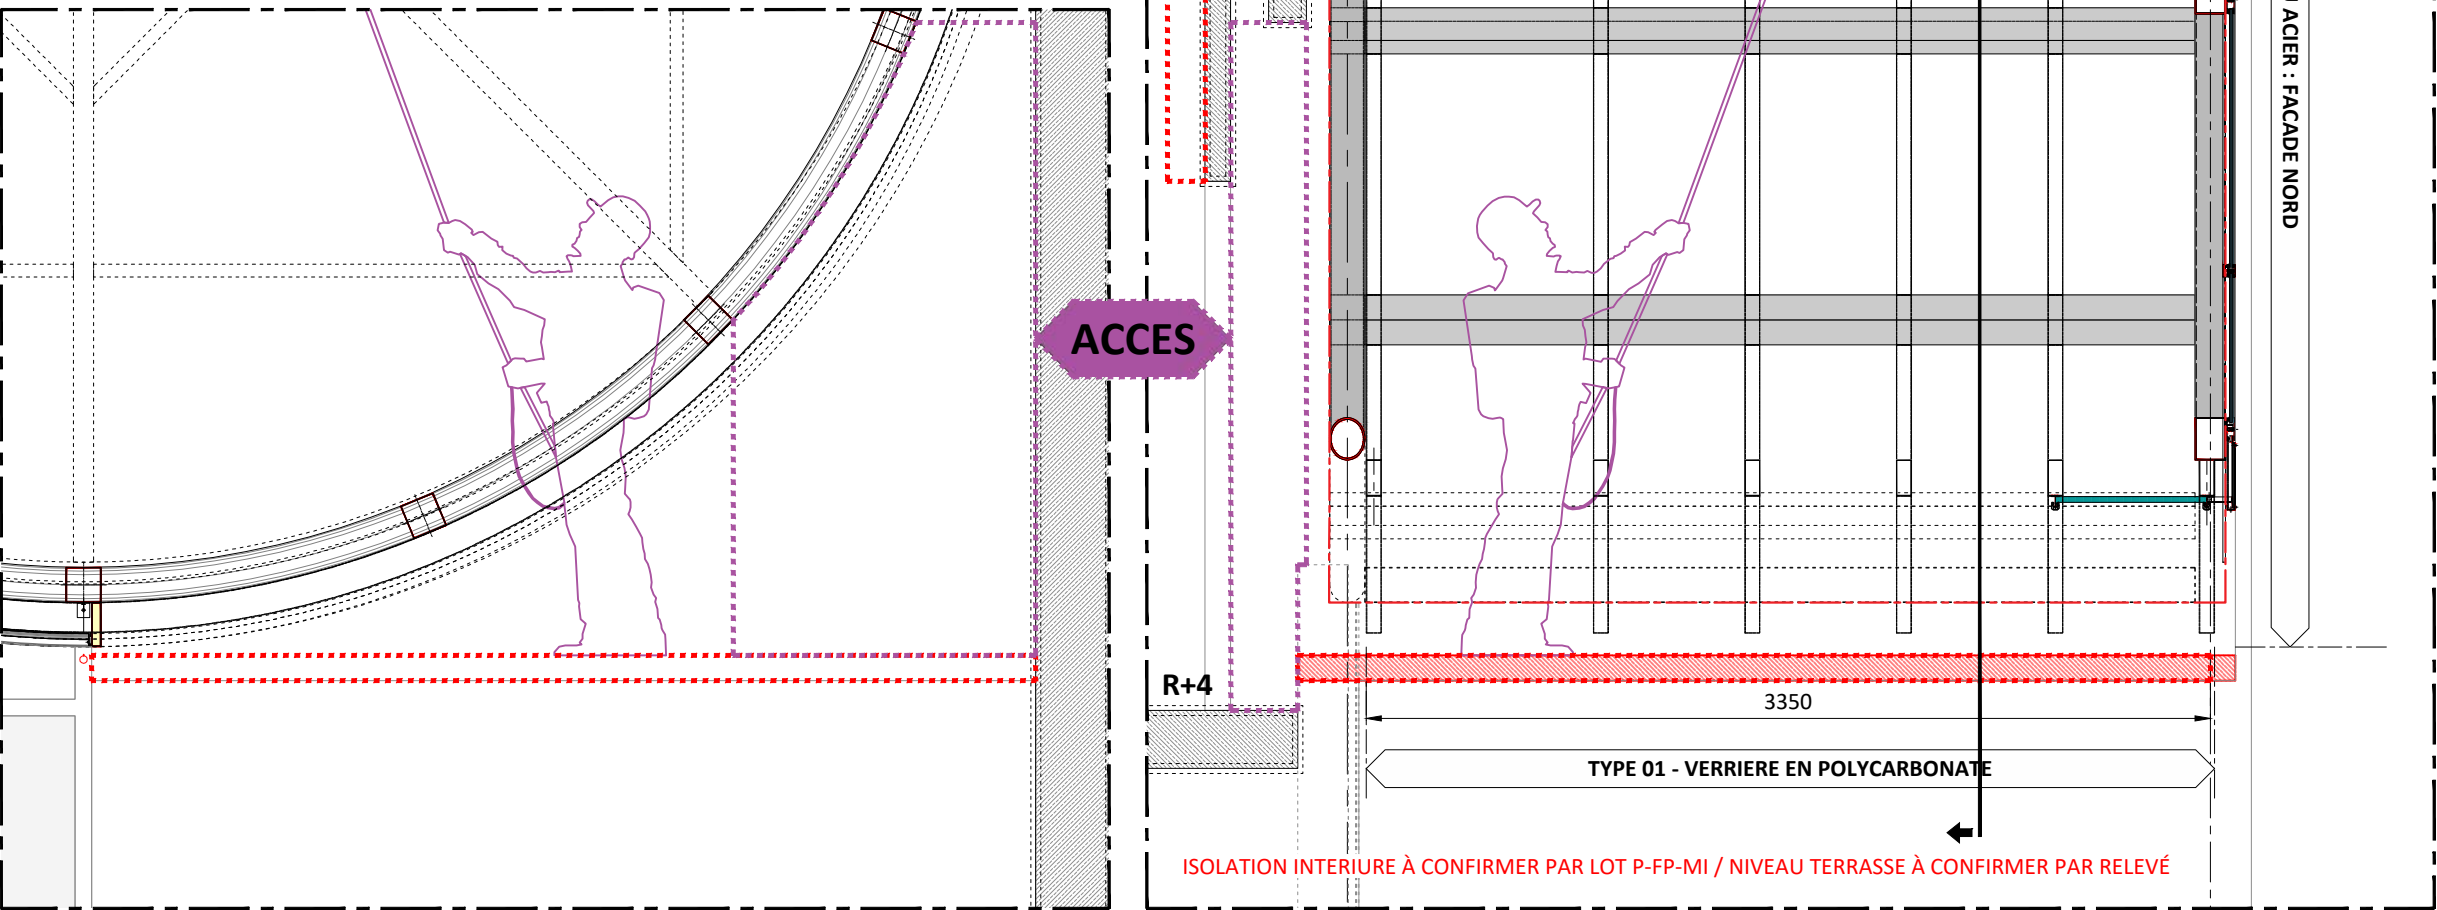 ACIER : FACADE NORD
ACCES
R+4
3350
TYPE 01 - VERRIERE EN POLYCARBONATE
ISOLATION INTERIURE À CONFIRMER PAR LOT P-FP-MI / NIVEAU TERRASSE À CONFIRMER PAR RELEVÉ